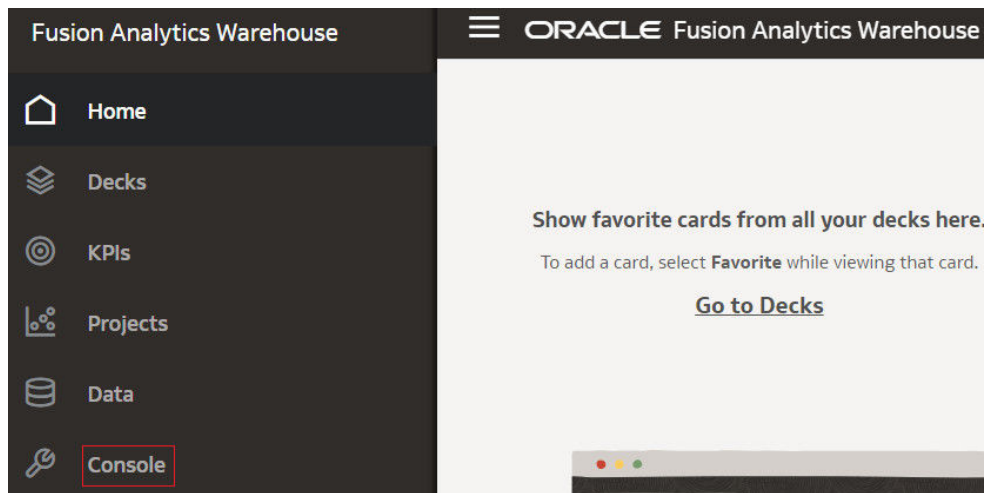 Fusion Analytics Warehouse
Home
Decks
KPIs
Projects
Data
Console
ORACLE Fusion Analytics Warehouse
Show favorite cards from all your decks here.
To add a card, select Favorite while viewing that card.
Go to Decks